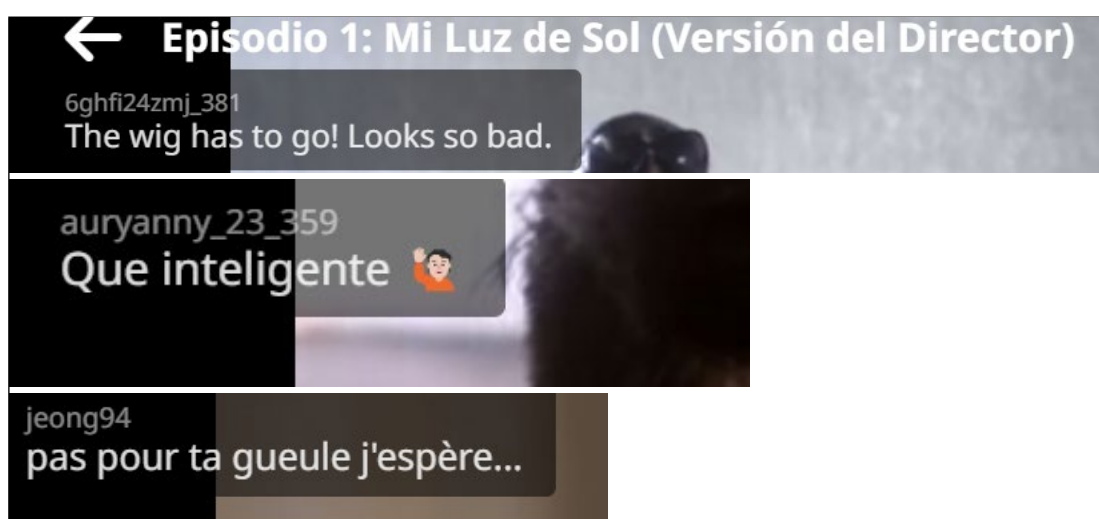 ← Episodio 1: Mi Luz de Sol (Versión del Director)
6ghfi24zmj_381
The wig has to go! Looks so bad.
auryanny_23_359
Que inteligente 🙋🏻
jeong94
pas pour ta gueule j'espère...